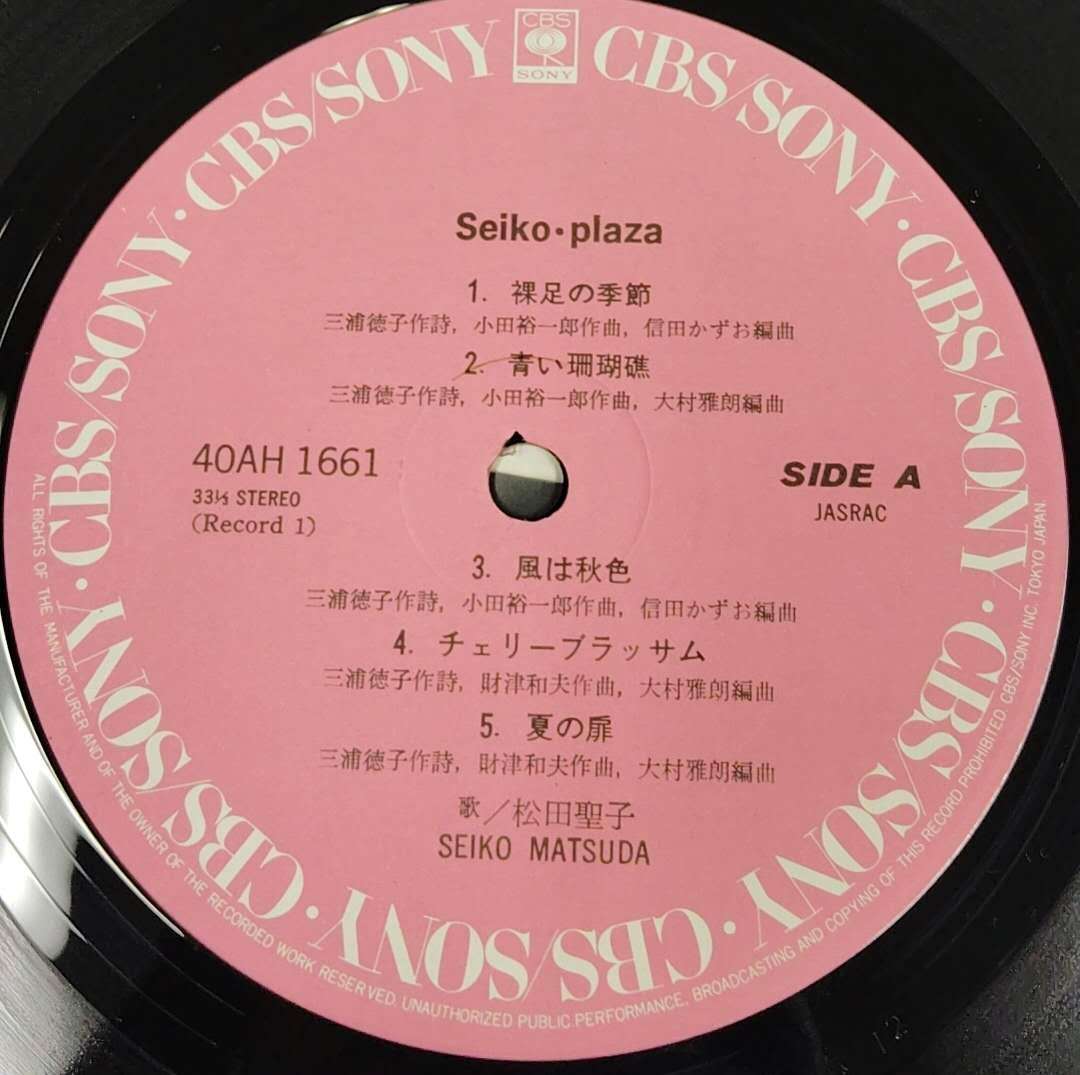 CBS
SONY
CBS/SONY・CBS/SONY・CBS/SONY・CBS/SONY・CBS/SONY・CBS/SONY・CBS/SONY・CBS/SONY
Seiko・plaza
1. 裸足の季節
三浦徳子作詩, 小田裕一郎作曲, 信田かずお編曲
2. 青い珊瑚礁
三浦徳子作詩, 小田裕一郎作曲, 大村雅朗編曲
40AH 1661
33⅓ STEREO
(Record 1)
SIDE A
JASRAC
3. 風は秋色
三浦徳子作詩, 小田裕一郎作曲, 信田かずお編曲
4. チェリーブラッサム
三浦徳子作詩, 財津和夫作曲, 大村雅朗編曲
5. 夏の扉
三浦徳子作詩, 財津和夫作曲, 大村雅朗編曲
歌／松田聖子
SEIKO MATSUDA
ALL RIGHTS OF THE MANUFACTURER AND OF THE OWNER OF THE RECORDED WORK RESERVED. UNAUTHORIZED PUBLIC PERFORMANCE, BROADCASTING AND COPYING OF THIS RECORD PROHIBITED CBS/SONY INC. TOKYO JAPAN.
12